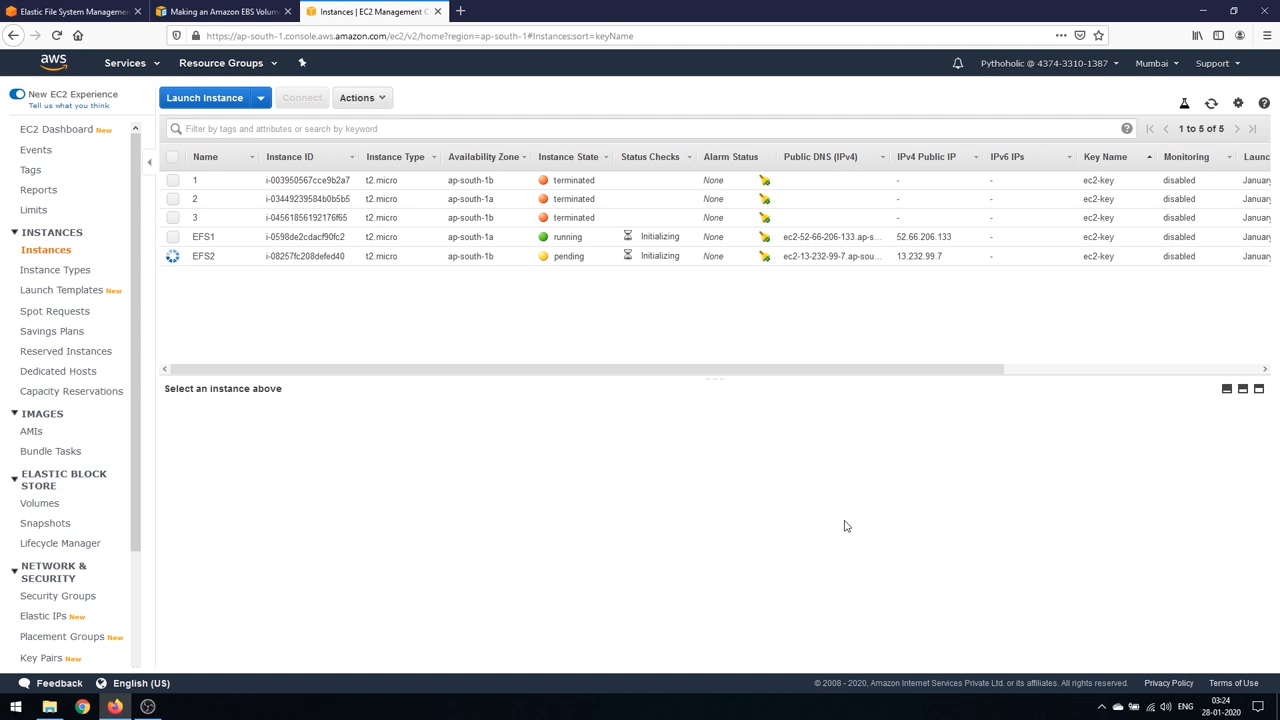 Elastic File System Managemen
Making an Amazon EBS Volum
Instances | EC2 Management C
https://ap-south-1.console.aws.amazon.com/ec2/v2/home?region=ap-south-1#Instances:sort=keyName
aws
Services
Resource Groups
Pythoholic @ 4374-3310-1387
Mumbai
Support
New EC2 Experience
Tell us what you think
Launch Instance
Connect
Actions
EC2 Dashboard New
Events
Tags
Reports
Limits
INSTANCES
Instances
Instance Types
Launch Templates New
Spot Requests
Savings Plans
Reserved Instances
Dedicated Hosts
Capacity Reservations
IMAGES
AMIs
Bundle Tasks
ELASTIC BLOCK
STORE
Volumes
Snapshots
Lifecycle Manager
NETWORK &
SECURITY
Security Groups
Elastic IPs New
Placement Groups New
Key Pairs New
Filter by tags and attributes or search by keyword
1 to 5 of 5
Name Instance ID Instance Type Availability Zone Instance State Status Checks Alarm Status Public DNS (IPv4) IPv4 Public IP IPv6 IPs Key Name Monitoring Launc
1 i-003950567cce9b2a7 t2.micro ap-south-1b terminated None - - ec2-key disabled January
2 i-03449239584b0b5b5 t2.micro ap-south-1a terminated None - - ec2-key disabled January
3 i-04561856192176f65 t2.micro ap-south-1b terminated None - - ec2-key disabled January
EFS1 i-0598de2cdacf90fc2 t2.micro ap-south-1a running Initializing None ec2-52-66-206-133.ap-s... 52.66.206.133 - ec2-key disabled January
EFS2 i-08257fc208defed40 t2.micro ap-south-1b pending Initializing None ec2-13-232-99-7.ap-sou... 13.232.99.7 - ec2-key disabled January
Select an instance above
Feedback
English (US)
© 2008 - 2020, Amazon Internet Services Private Ltd. or its affiliates. All rights reserved.
Privacy Policy
Terms of Use
ENG
03:24
28-01-2020